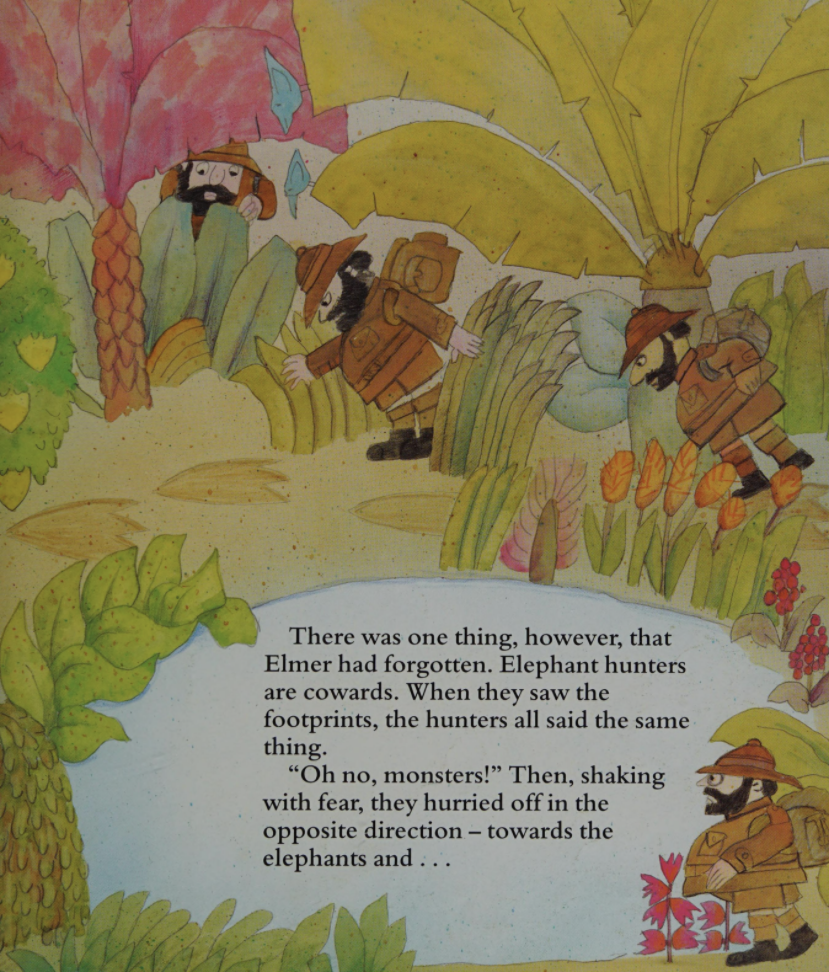 There was one thing, however, that
Elmer had forgotten. Elephant hunters
are cowards. When they saw the
footprints, the hunters all said the same
thing.
“Oh no, monsters!” Then, shaking
with fear, they hurried off in the
opposite direction – towards the
elephants and . . .